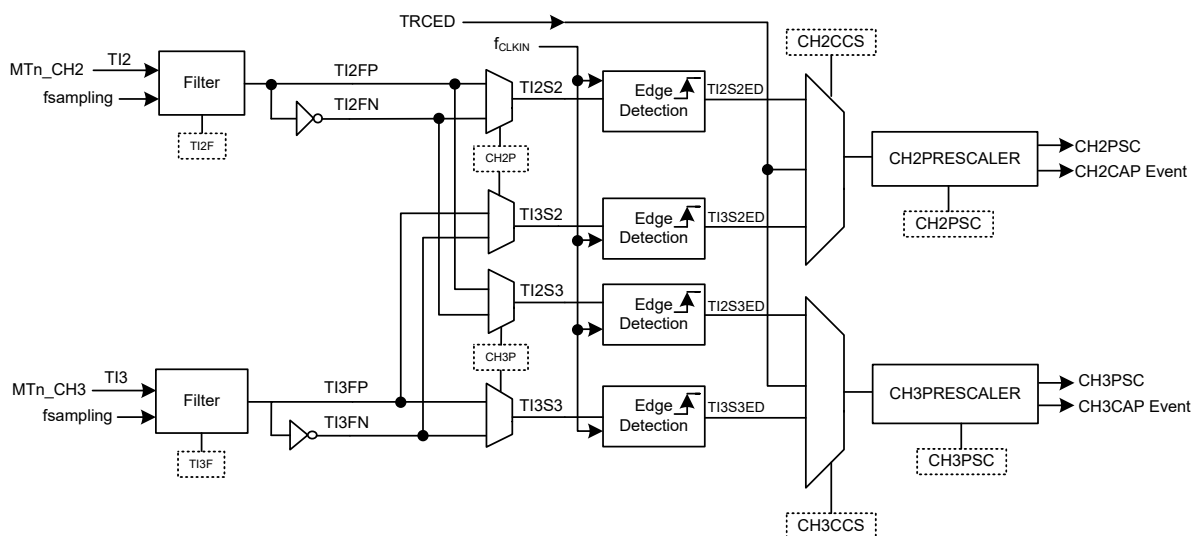 TRCED
fCLKIN
CH2CCS
MTn_CH2
TI2
fsampling
Filter
TI2F
TI2FP
TI2FN
TI2S2
CH2P
Edge
Detection
TI2S2ED
CH2PRESCALER
CH2PSC
CH2CAP Event
CH2PSC
TI3S2
Edge
Detection
TI3S2ED
TI2S3
CH3P
Edge
Detection
TI2S3ED
MTn_CH3
TI3
fsampling
Filter
TI3F
TI3FP
TI3FN
TI3S3
Edge
Detection
TI3S3ED
CH3PRESCALER
CH3PSC
CH3CAP Event
CH3PSC
CH3CCS